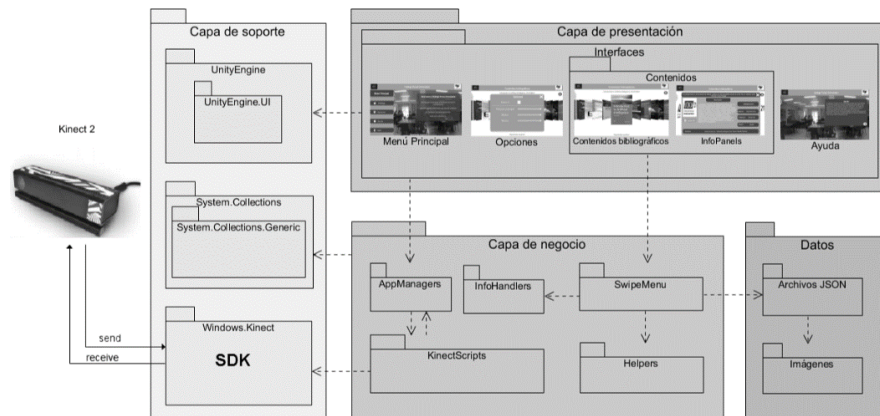 Capa de soporte
Capa de presentación
Interfaces
UnityEngine
Contenidos
UnityEngine.UI
Kinect 2
Menú Principal
Opciones
Contenidos bibliográficos
InfoPanels
Ayuda
System.Collections
System.Collections.Generic
Capa de negocio
Datos
AppManagers
InfoHandlers
SwipeMenu
Archivos JSON
Windows.Kinect
send
SDK
receive
KinectScripts
Helpers
Imágenes